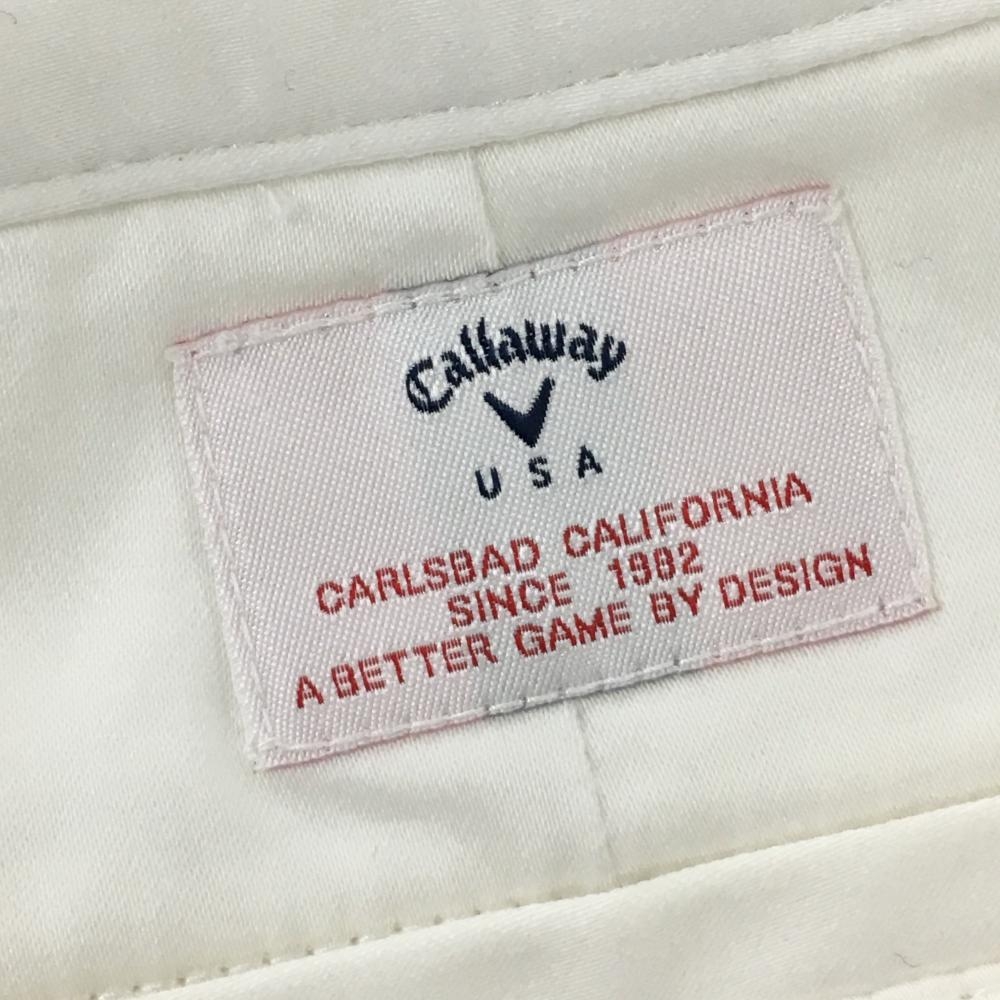 Callaway
USA
CARLSBAD CALIFORNIA
SINCE 1982
A BETTER GAME BY DESIGN